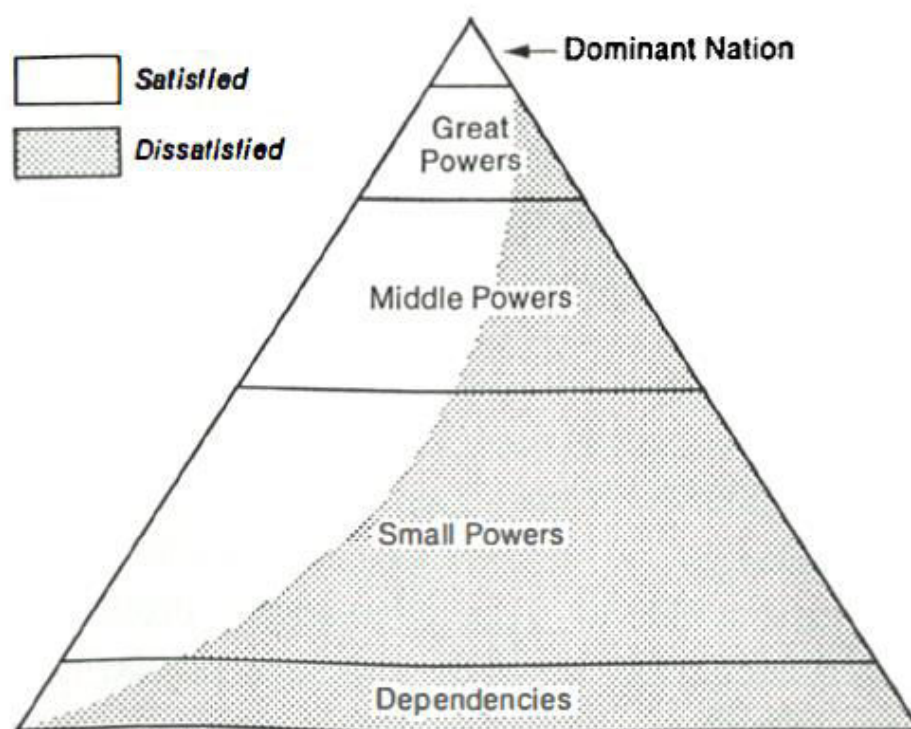 Dominant Nation
Satisfied
Dissatisfied
Great
Powers
Middle Powers
Small Powers
Dependencies